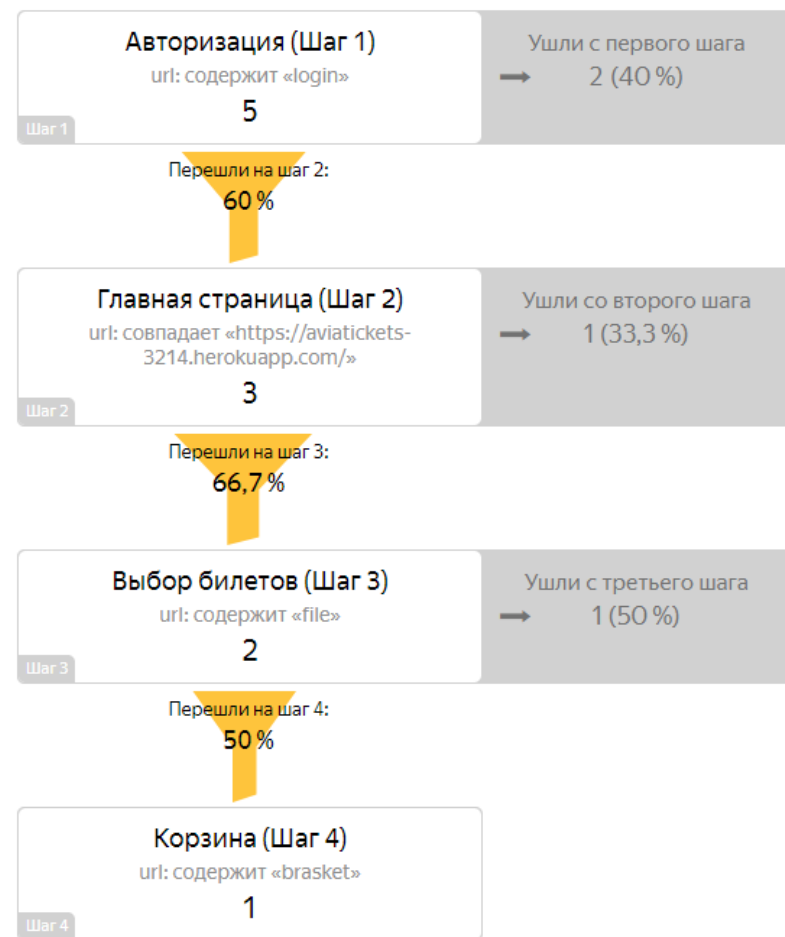 Авторизация (Шаг 1)
url: содержит «login»
5
Шаг 1
Ушли с первого шага
2 (40 %)
Перешли на шаг 2:
60 %
Главная страница (Шаг 2)
url: совпадает «https://aviatickets-
3214.herokuapp.com/»
3
Шаг 2
Ушли со второго шага
1 (33,3 %)
Перешли на шаг 3:
66,7 %
Выбор билетов (Шаг 3)
url: содержит «file»
2
Шаг 3
Ушли с третьего шага
1 (50 %)
Перешли на шаг 4:
50 %
Корзина (Шаг 4)
url: содержит «brasket»
1
Шаг 4